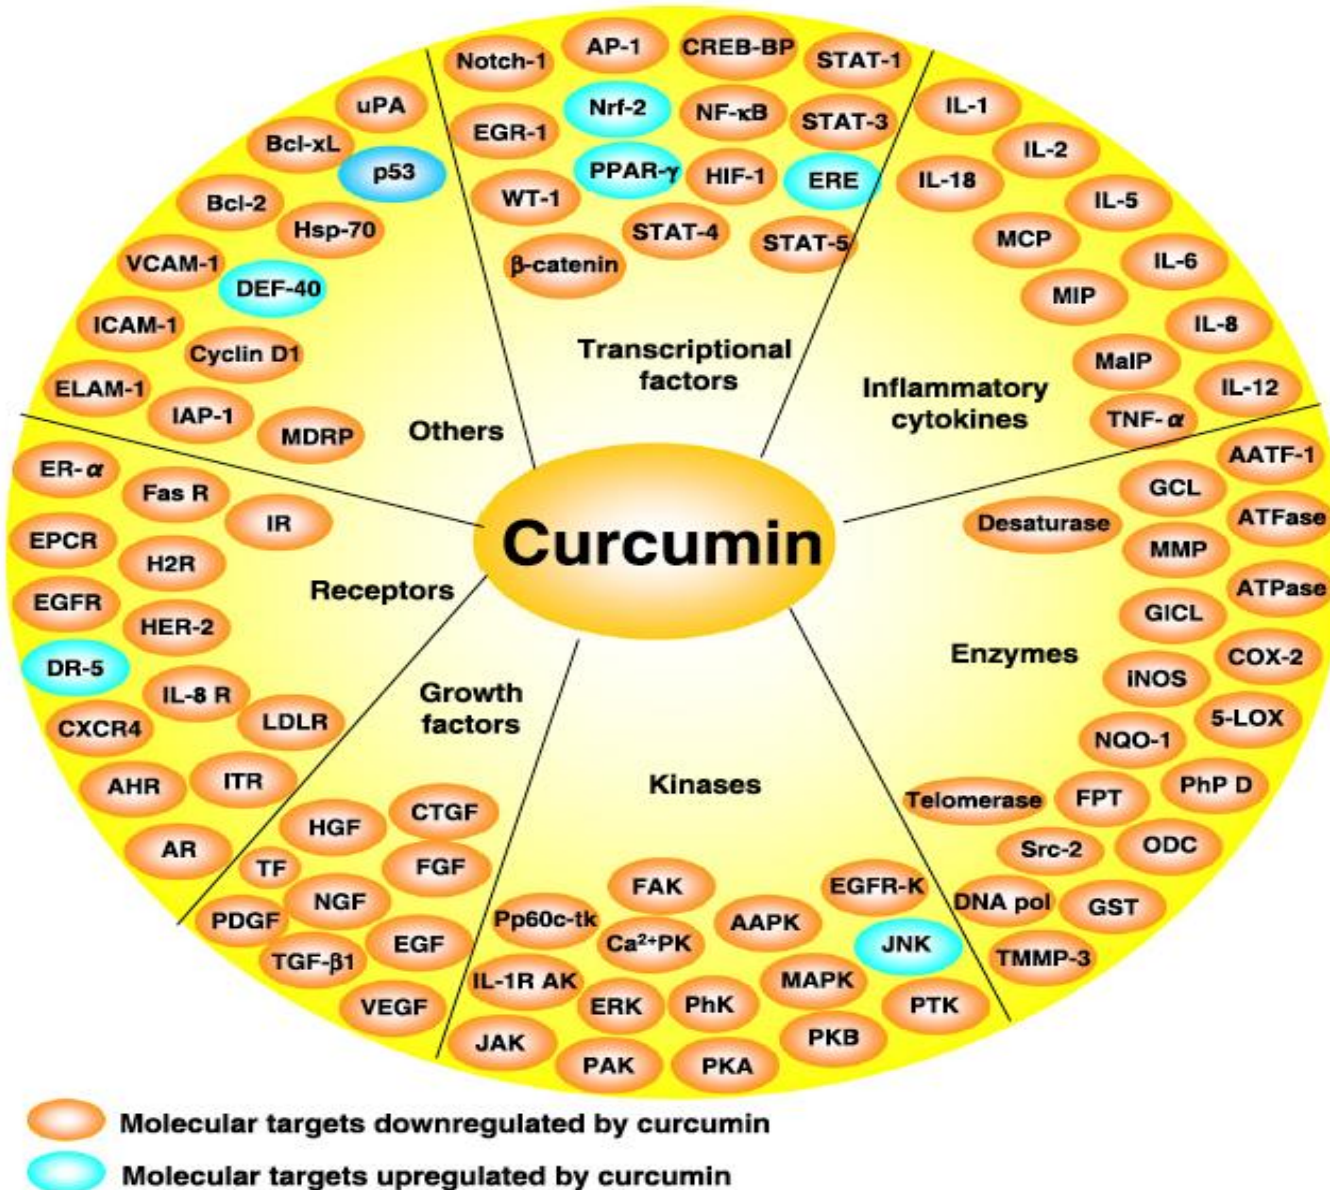 Notch-1
AP-1
CREB-BP
STAT-1
EGR-1
Nrf-2
NF-κB
STAT-3
WT-1
PPAR-γ
HIF-1
ERE
β-catenin
STAT-4
STAT-5
Transcriptional
factors
IL-1
IL-2
IL-18
IL-5
MCP
IL-6
MIP
IL-8
MaIP
IL-12
TNF-α
Inflammatory
cytokines
AATF-1
GCL
ATFase
Desaturase
MMP
ATPase
GICL
COX-2
iNOS
5-LOX
NQO-1
PhP D
Telomerase
FPT
Src-2
ODC
DNA pol
GST
TMMP-3
Enzymes
Kinases
FAK
EGFR-K
Pp60c-tk
Ca²⁺PK
AAPK
JNK
IL-1R AK
ERK
PhK
MAPK
PTK
JAK
PAK
PKA
PKB
Growth
factors
CTGF
HGF
TF
FGF
NGF
PDGF
EGF
TGF-β1
VEGF
Receptors
ER-α
Fas R
IR
EPCR
H2R
EGFR
HER-2
DR-5
IL-8 R
CXCR4
LDLR
AHR
ITR
AR
Others
uPA
Bcl-xL
p53
Bcl-2
Hsp-70
VCAM-1
DEF-40
ICAM-1
Cyclin D1
ELAM-1
IAP-1
MDRP
Curcumin
Molecular targets downregulated by curcumin
Molecular targets upregulated by curcumin